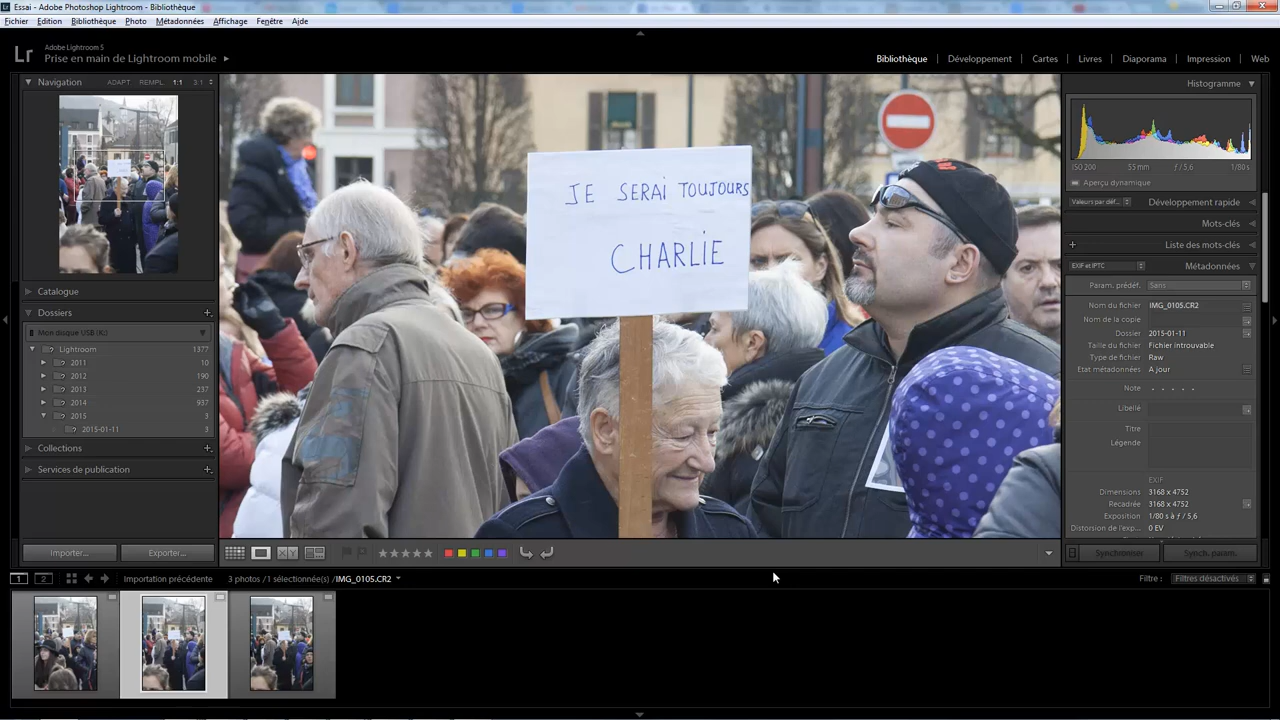 Essai - Adobe Photoshop Lightroom - Bibliothèque
Fichier Edition Bibliothèque Photo Métadonnées Affichage Fenêtre Aide
Lr
Adobe Lightroom 5
Prise en main de Lightroom mobile
Bibliothèque | Développement | Cartes | Livres | Diaporama | Impression | Web
Navigation ADAPT REMPL. 1:1 3:1
Catalogue
Dossiers
Mon disque USB (K:)
Lightroom 1377
2011 10
2012 190
2013 237
2014 937
2015 3
2015-01-11 3
Collections
Services de publication
Importer...
Exporter...
JE SERAI TOUJOURS
CHARLIE
Histogramme
ISO 200 55 mm ƒ / 5,6 1/80 s
Aperçu dynamique
Valeurs par déf... Développement rapide
Mots-clés
Liste des mots-clés
EXIF et IPTC Métadonnées
Param. prédéf. Sans
Nom du fichier IMG_0105.CR2
Nom de la copie
Dossier 2015-01-11
Taille du fichier Fichier introuvable
Type de fichier Raw
Etat métadonnées A jour
Note
Libellé
Titre
Légende
EXIF
Dimensions 3168 x 4752
Recadrée 3168 x 4752
Exposition 1/80 s à ƒ / 5,6
Distorsion de l'exp... 0 EV
Synchroniser
Synch. param.
X Y
1 2 Importation précédente 3 photos /1 sélectionnée(s) /IMG_0105.CR2
Filtre : Filtres désactivés